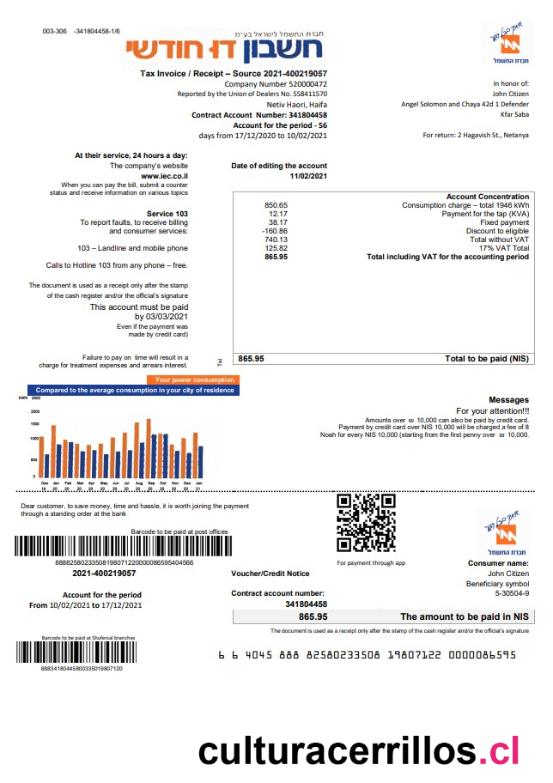 003-306 -341804458-1/6
חברת החשמל לישראל בע"מ
חשבון דו חודשי
חברת החשמל
Tax Invoice / Receipt – Source 2021-400219057
Company Number 520000472
Reported by the Union of Dealers No. 558411570
Netiv Haori, Haifa
Contract Account Number: 341804458
Account for the period - 56
days from 17/12/2020 to 10/02/2021
In honor of:
John Citizen
Angel Solomon and Chaya 42d 1 Defender
Kfar Saba
For return: 2 Hagavish St., Netanya
At their service, 24 hours a day:
The company's website
www.iec.co.il
When you can pay the bill, submit a counter
status and receive information on various topics
Service 103
To report faults, to receive billing
and consumer services:
103 – Landline and mobile phone
Calls to Hotline 103 from any phone – free.
The document is used as a receipt only after the stamp
of the cash register and/or the official's signature
This account must be paid
by 03/03/2021
Even if the payment was
made by credit card)
Failure to pay on time will result in a
charge for treatment expenses and arrears interest.
Date of editing the account
11/02/2021
Account Concentration
850.65 Consumption charge – total 1946 kWh
12.17 Payment for the tap (KVA)
38.17 Fixed payment
-160.86 Discount to eligible
740.13 Total without VAT
125.82 17% VAT Total
865.95 Total including VAT for the accounting period
Tel
865.95 Total to be paid (NIS)
Your power consumption
Compared to the average consumption in your city of residence
2000
1500
1000
500
0
Dec Jan Feb Mar Apr May Jun Jul Aug Sep Oct Nov Dec Jan
Messages
For your attention!!!
Amounts over ₪ 10,000 can also be paid by credit card.
Payment by credit card over NIS 10,000 will be charged a fee of 8
Noah for every NIS 10,000 (starting from the first penny over ₪ 10,000.
Dear customer, to save money, time and hassle, it is worth joining the payment
through a standing order at the bank
Barcode to be paid at post offices
2021-400219057
Account for the period
From 10/02/2021 to 17/12/2021
Barcode to be paid at Shufersal branches
For payment through app
Voucher/Credit Notice
Contract account number:
341804458
חברת החשמל
Consumer name:
John Citizen
Beneficiary symbol
5-30504-9
865.95 The amount to be paid in NIS
The document is used as a receipt only after the stamp of the cash register and/or the official's signature
6 6 4045 888 82580233508 19807122 0000086595
culturacerrillos.cl